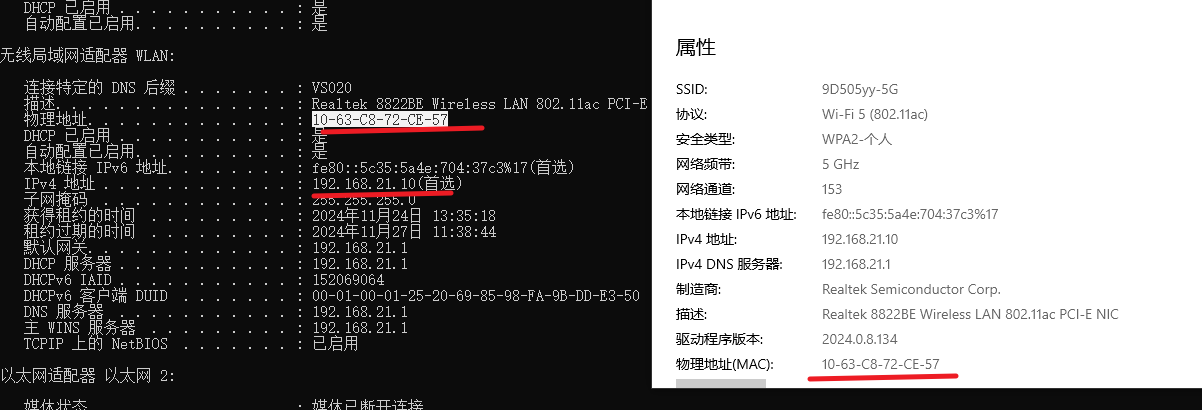 DHCP 已启用 . . . . . . . . . . . : 是
自动配置已启用. . . . . . . . . . : 是
无线局域网适配器 WLAN:
连接特定的 DNS 后缀 . . . . . . . : VS020
描述. . . . . . . . . . . . . . . : Realtek 8822BE Wireless LAN 802.11ac PCI-E
物理地址. . . . . . . . . . . . . : 10-63-C8-72-CE-57
DHCP 已启用 . . . . . . . . . . . : 是
自动配置已启用. . . . . . . . . . : 是
本地链接 IPv6 地址. . . . . . . . : fe80::5c35:5a4e:704:37c3%17(首选)
IPv4 地址 . . . . . . . . . . . . : 192.168.21.10(首选)
子网掩码 . . . . . . . . . . . . : 255.255.255.0
获得租约的时间 . . . . . . . . . : 2024年11月24日 13:35:18
租约过期的时间 . . . . . . . . . : 2024年11月27日 11:38:44
默认网关. . . . . . . . . . . . . : 192.168.21.1
DHCP 服务器 . . . . . . . . . . . : 192.168.21.1
DHCPv6 IAID . . . . . . . . . . . : 152069064
DHCPv6 客户端 DUID . . . . . . . : 00-01-00-01-25-20-69-85-98-FA-9B-DD-E3-50
DNS 服务器 . . . . . . . . . . . : 192.168.21.1
主 WINS 服务器 . . . . . . . . . : 192.168.21.1
TCPIP 上的 NetBIOS . . . . . . . : 已启用
以太网适配器 以太网 2:
媒体状态 . . . . . . . . . . . . : 媒体已断开连接
属性
SSID: 9D505yy-5G
协议: Wi-Fi 5 (802.11ac)
安全类型: WPA2-个人
网络频带: 5 GHz
网络通道: 153
本地链接 IPv6 地址: fe80::5c35:5a4e:704:37c3%17
IPv4 地址: 192.168.21.10
IPv4 DNS 服务器: 192.168.21.1
制造商: Realtek Semiconductor Corp.
描述: Realtek 8822BE Wireless LAN 802.11ac PCI-E NIC
驱动程序版本: 2024.0.8.134
物理地址(MAC): 10-63-C8-72-CE-57